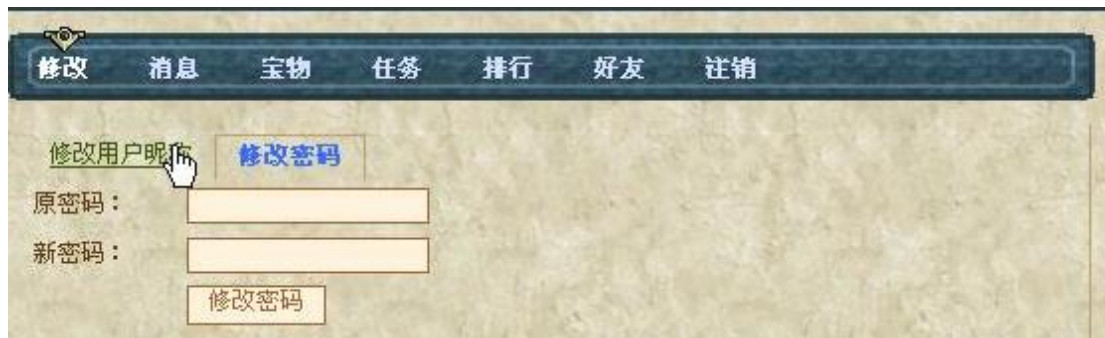 修改 消息 宝物 任务 排行 好友 注销
修改用户昵称 修改密码
原密码：
新密码：
修改密码